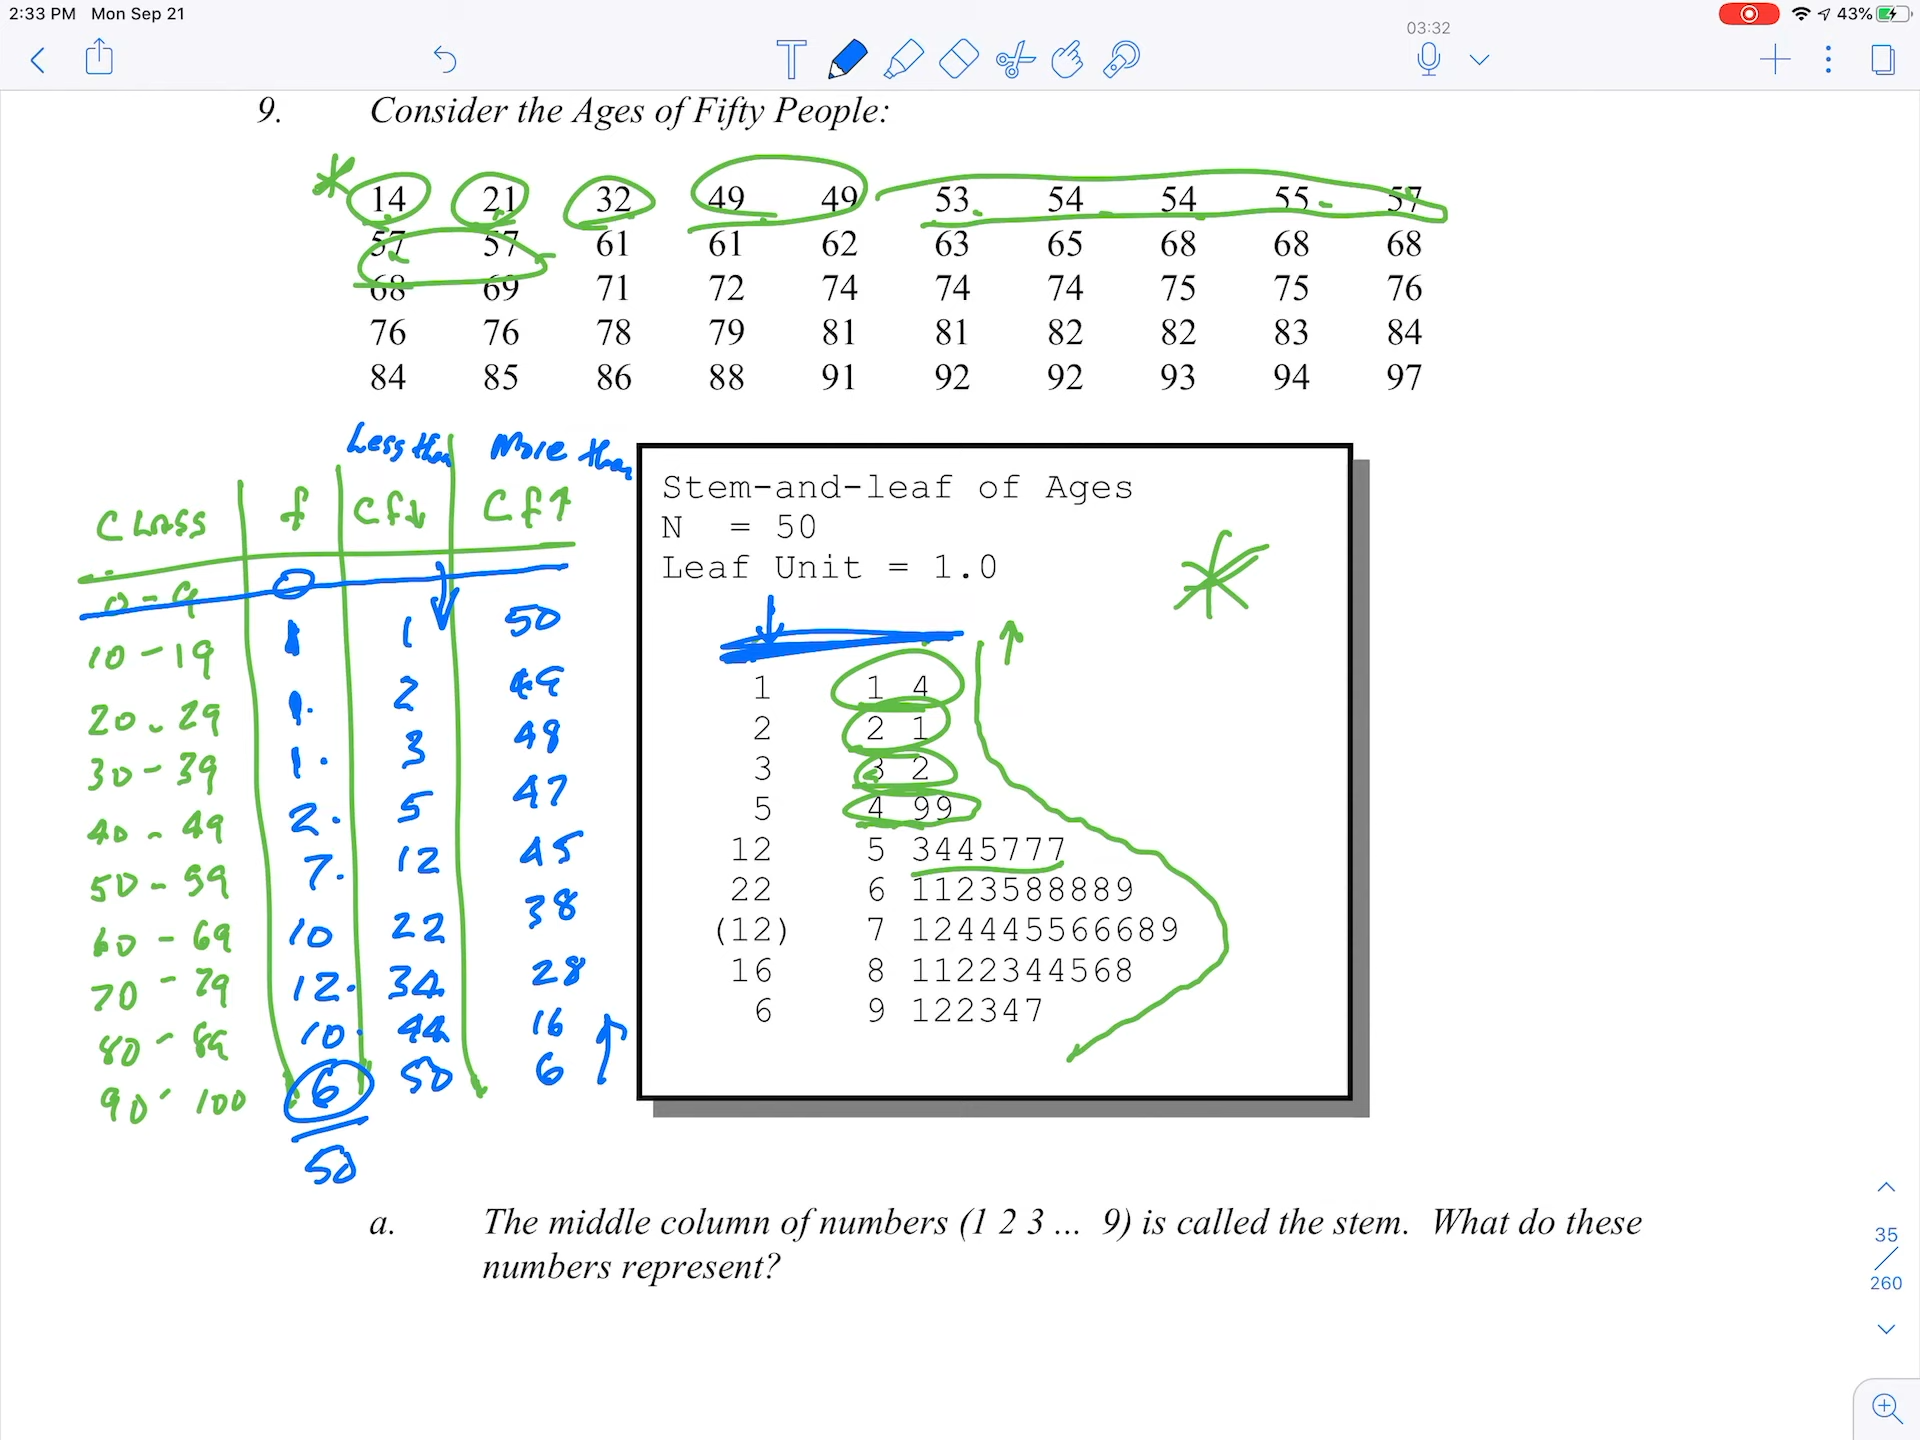 2:33 PM Mon Sep 21
43%
03:32
9. Consider the Ages of Fifty People:
14 21 32 49 49 53 54 54 55 57
57 57 61 61 62 63 65 68 68 68
68 69 71 72 74 74 74 75 75 76
76 76 78 79 81 81 82 82 83 84
84 85 86 88 91 92 92 93 94 97
Less than More than
CLASS f Cf↓ Cf↑
0-9 0
10-19 1 1 50
20-29 1 2 49
30-39 1 3 48
40-49 2 5 47
50-59 7 12 45
60-69 10 22 38
70-79 12 34 28
80-89 10 44 16
90-100 6 50 6
50
Stem-and-leaf of Ages
N = 50
Leaf Unit = 1.0
1 1 4
2 2 1
3 3 2
5 4 99
12 5 3445777
22 6 1123588889
(12) 7 124445566689
16 8 1122344568
6 9 122347
a. The middle column of numbers (1 2 3 ... 9) is called the stem. What do these
numbers represent?
35
/
260